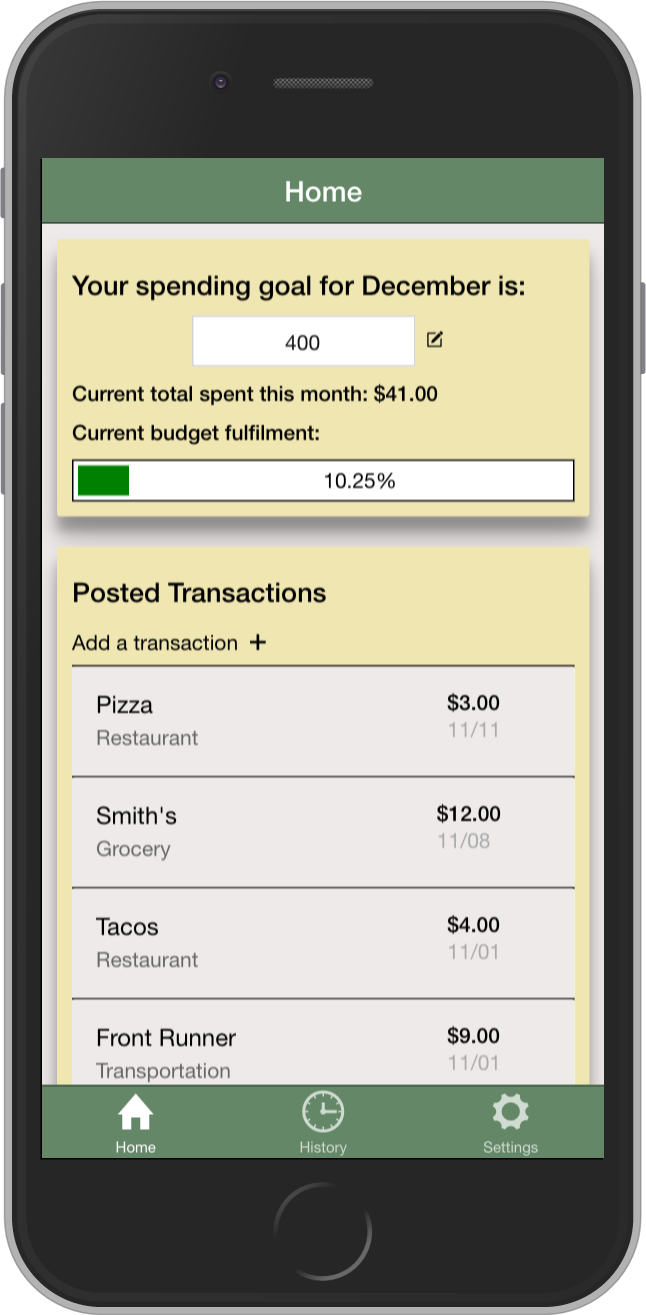 Home
Your spending goal for December is:
400
Current total spent this month: $41.00
Current budget fulfilment:
10.25%
Posted Transactions
Add a transaction +
Pizza $3.00
Restaurant 11/11
Smith's $12.00
Grocery 11/08
Tacos $4.00
Restaurant 11/01
Front Runner $9.00
Transportation 11/01
Home History Settings